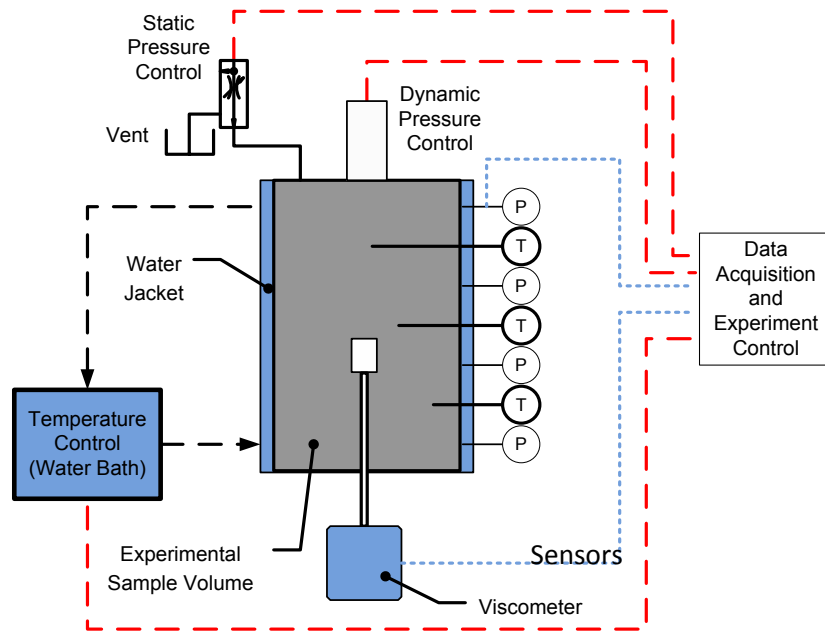 Static
Pressure
Control
Vent
Dynamic
Pressure
Control
P
T
P
T
P
T
P
Water
Jacket
Data
Acquisition
and
Experiment
Control
Temperature
Control
(Water Bath)
Experimental
Sample Volume
Sensors
Viscometer